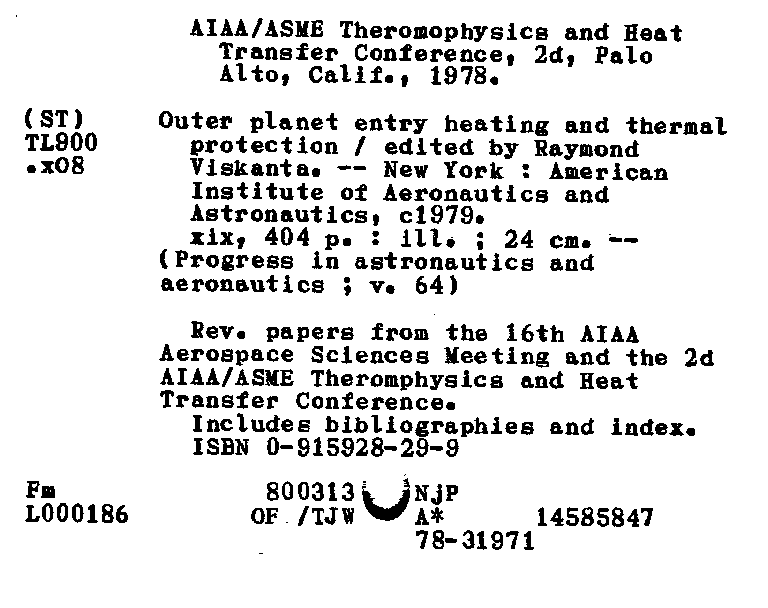 AIAA/ASME Theromophysics and Heat
Transfer Conference, 2d, Palo
Alto, Calif., 1978.
(ST) Outer planet entry heating and thermal
TL900 protection / edited by Raymond
.x08 Viskanta. -- New York : American
Institute of Aeronautics and
Astronautics, c1979.
xix, 404 p. : ill. ; 24 cm. --
(Progress in astronautics and
aeronautics ; v. 64)
Rev. papers from the 16th AIAA
Aerospace Sciences Meeting and the 2d
AIAA/ASME Theromphysics and Heat
Transfer Conference.
Includes bibliographies and index.
ISBN 0-915928-29-9
Fm 800313 NjP
L000186 OF /TJW A* 14585847
78-31971